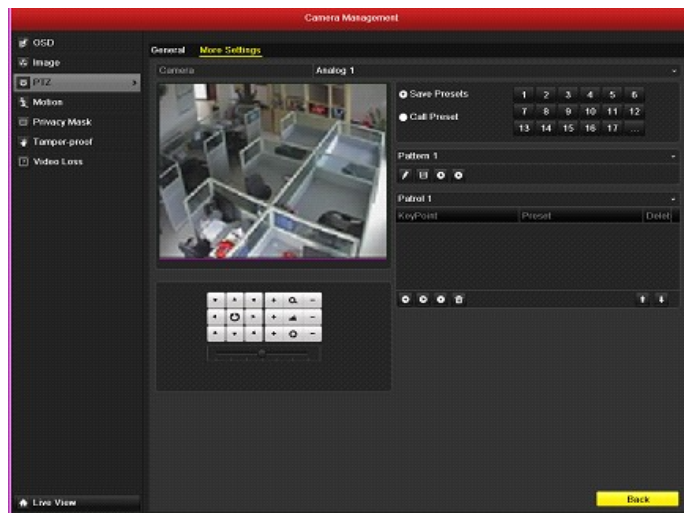 Camera Management
OSD
Image
PTZ
Motion
Privacy Mask
Tamper-proof
Video Loss
Live View
General More Settings
Camera Analog 1
Save Presets
Call Preset
1 2 3 4 5 6
7 8 9 10 11 12
13 14 15 16 17 ...
Pattern 1
Patrol 1
KeyPoint Preset Delet
Back